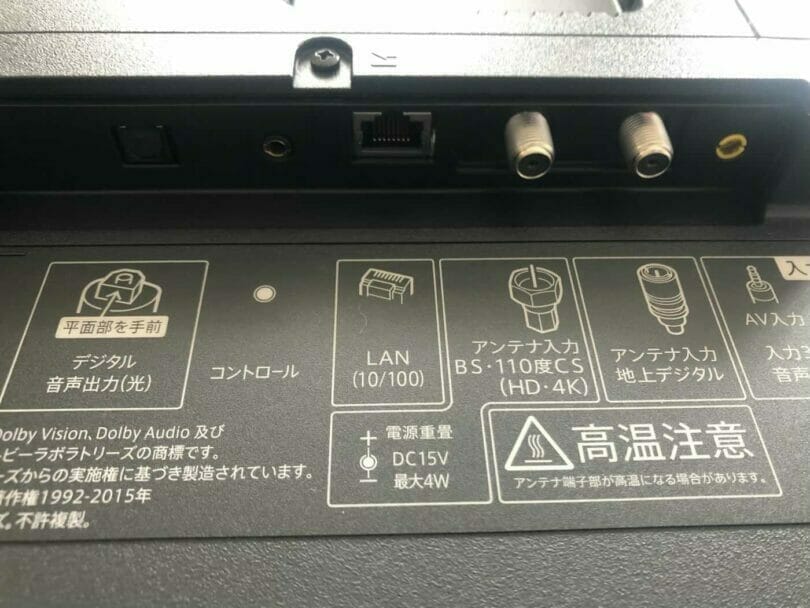 平面部を手前
デジタル
音声出力(光)
コントロール
LAN
(10/100)
アンテナ入力
BS・110度CS
(HD・4K)
アンテナ入力
地上デジタル
AV入力
入力3
音声
電源重畳
DC15V
最大4W
高温注意
アンテナ端子部が高温になる場合があります。
Dolby Vision、Dolby Audio 及び
ビーラボラトリーズの商標です。
ーズからの実施権に基づき製造されています。
作権1992-2015年
ズ。不許複製。